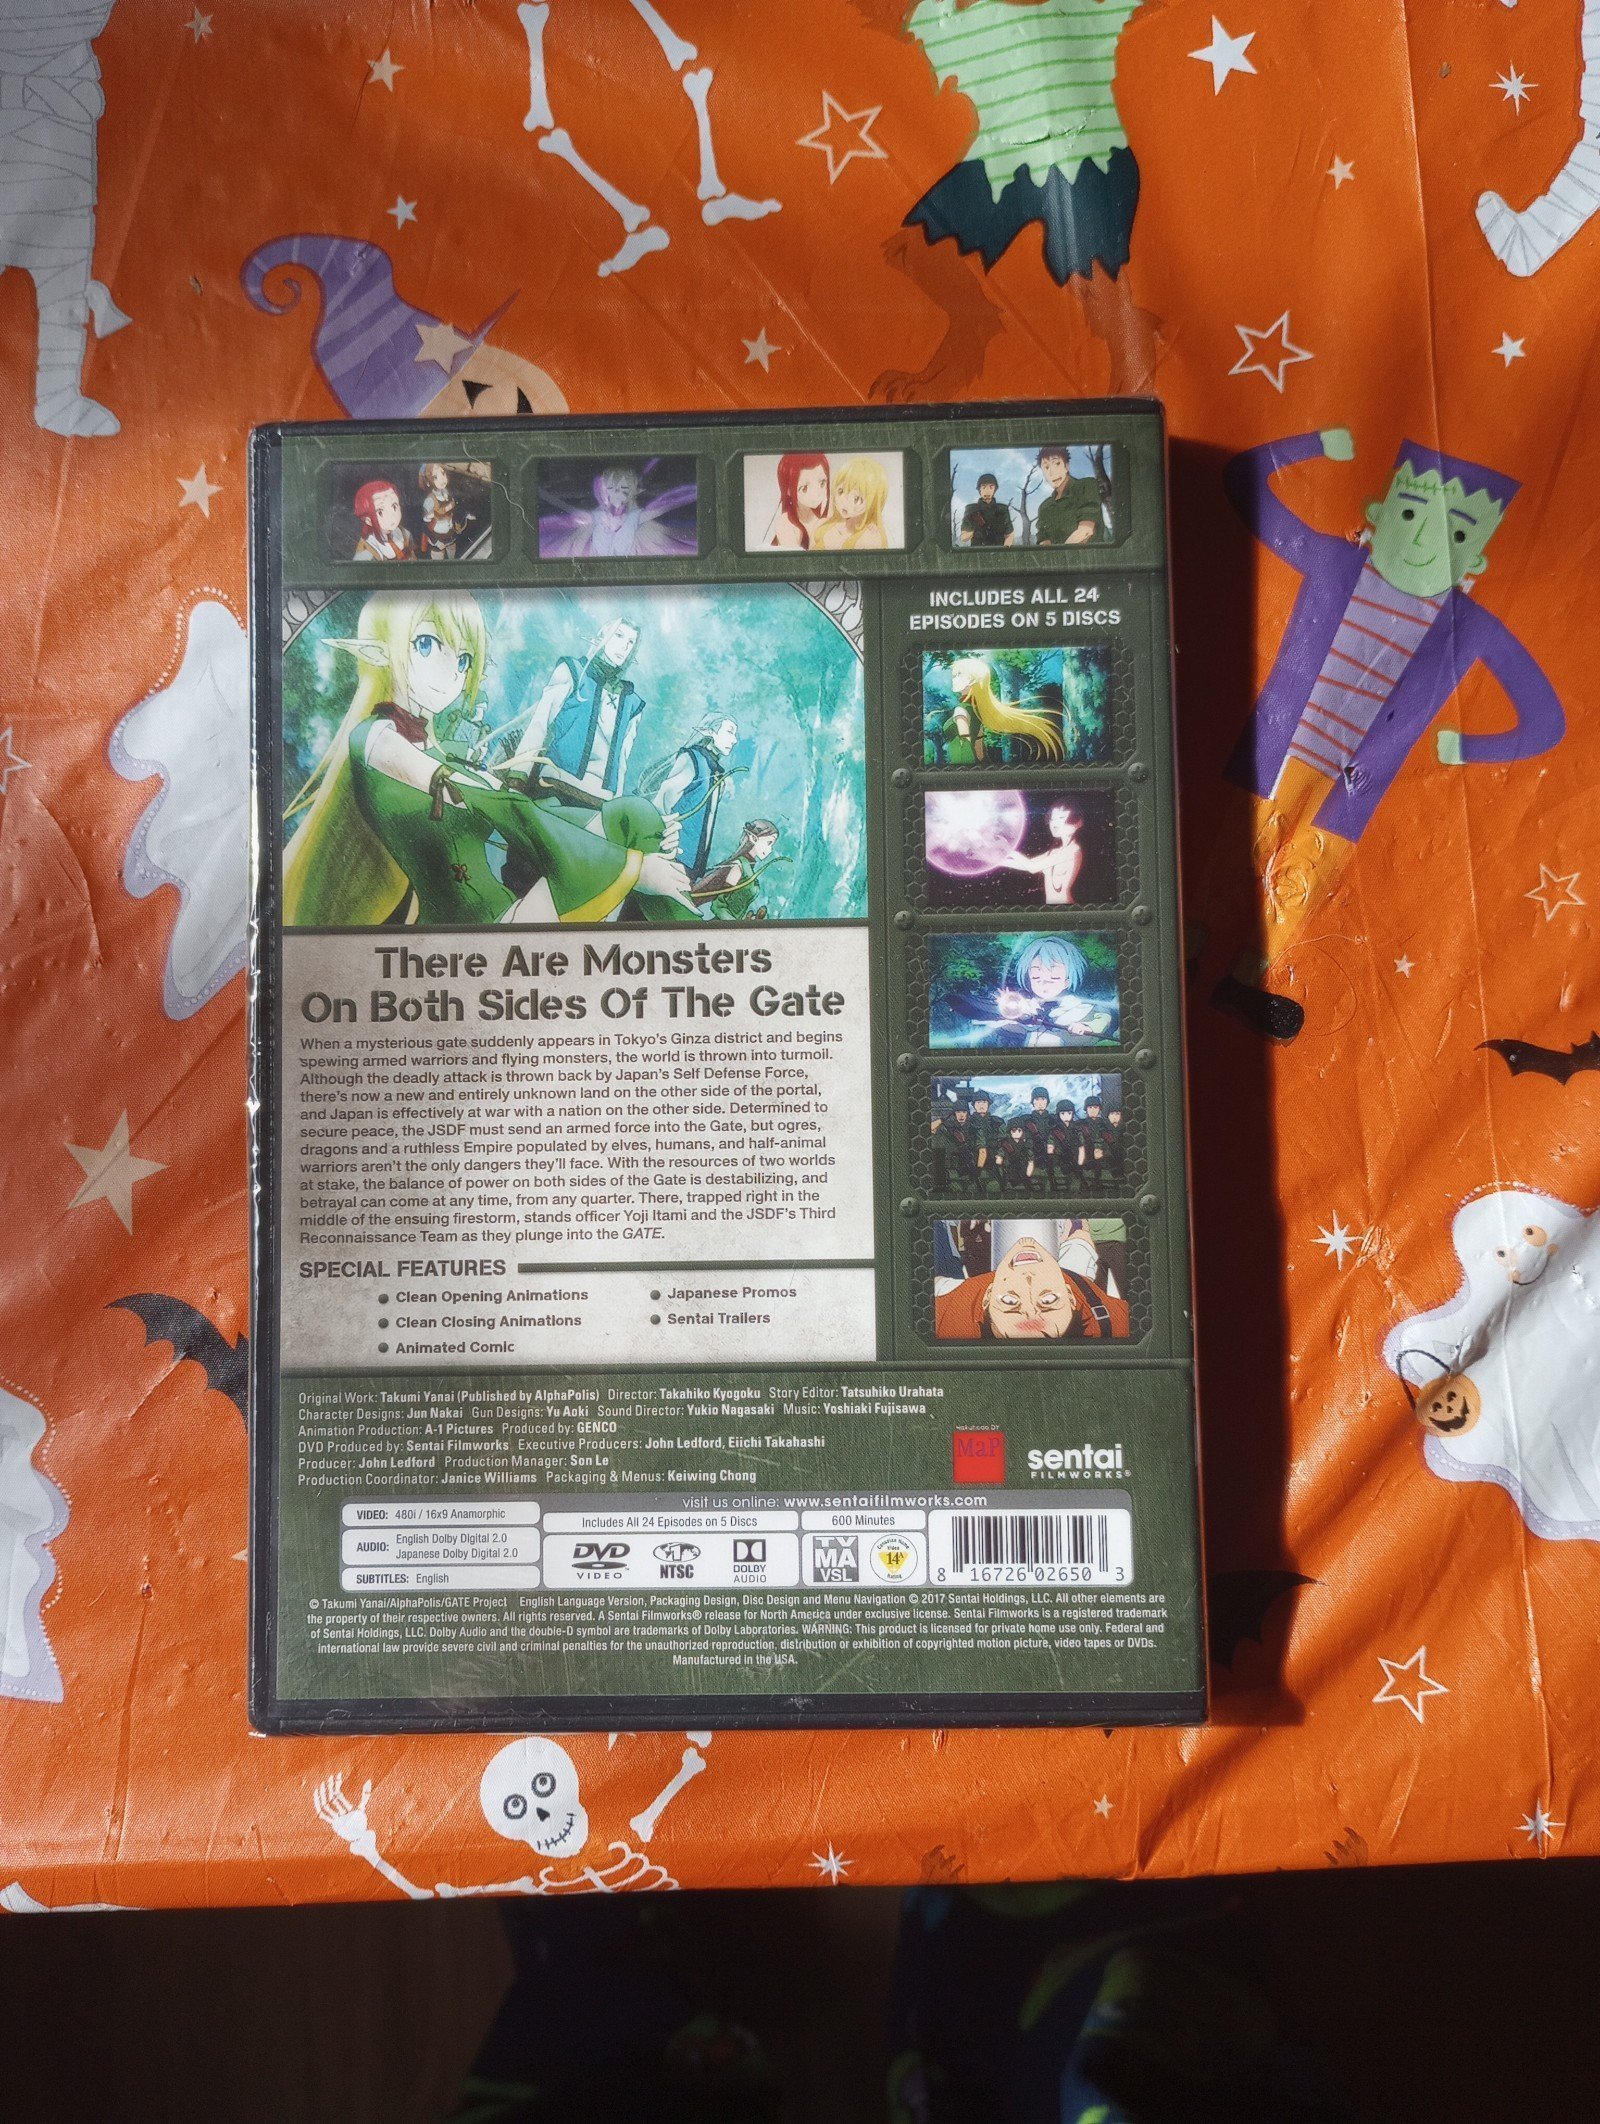 INCLUDES ALL 24
EPISODES ON 5 DISCS
There Are Monsters
On Both Sides Of The Gate
When a mysterious gate suddenly appears in Tokyo's Ginza district and begins
spewing armed warriors and flying monsters, the world is thrown into turmoil.
Although the deadly attack is thrown back by Japan's Self Defense Force,
there's now a new and entirely unknown land on the other side of the portal,
and Japan is effectively at war with a nation on the other side. Determined to
secure peace, the JSDF must send an armed force into the Gate, but ogres,
dragons and a ruthless Empire populated by elves, humans, and half-animal
warriors aren't the only dangers they'll face. With the resources of two worlds
at stake, the balance of power on both sides of the Gate is destabilizing, and
betrayal can come at any time, from any quarter. There, trapped right in the
middle of the ensuing firestorm, stands officer Yoji Itami and the JSDF's Third
Reconnaissance Team as they plunge into the GATE.
SPECIAL FEATURES
Clean Opening Animations
Clean Closing Animations
Animated Comic
Japanese Promos
Sentai Trailers
Original Work: Takumi Yanai (Published by AlphaPolis) Director: Takahiko Kyogoku Story Editor: Tatsuhiko Urahata
Character Designs: Jun Nakai Gun Designs: Yu Aoki Sound Director: Yukio Nagasaki Music: Yoshiaki Fujisawa
Animation Production: A-1 Pictures Produced by: GENCO
DVD Produced by: Sentai Filmworks Executive Producers: John Ledford, Eiichi Takahashi
Producer: John Ledford Production Manager: Son Le
Production Coordinator: Janice Williams Packaging & Menus: Keiwing Chong
MaP
sentai
FILMWORKS®
visit us online: www.sentaifilmworks.com
VIDEO: 480i / 16x9 Anamorphic
AUDIO: English Dolby Digital 2.0
Japanese Dolby Digital 2.0
SUBTITLES: English
Includes All 24 Episodes on 5 Discs
600 Minutes
DVD
VIDEO™
NTSC
DOLBY
AUDIO
TV
MA
VSL
Canadian Home
Video
14A
Rating
8 16726 02650 3
© Takumi Yanai/AlphaPolis/GATE Project English Language Version, Packaging Design, Disc Design and Menu Navigation © 2017 Sentai Holdings, LLC. All other elements are
the property of their respective owners. All rights reserved. A Sentai Filmworks® release for North America under exclusive license. Sentai Filmworks is a registered trademark
of Sentai Holdings, LLC. Dolby Audio and the double-D symbol are trademarks of Dolby Laboratories. WARNING: This product is licensed for private home use only. Federal and
international law provide severe civil and criminal penalties for the unauthorized reproduction, distribution or exhibition of copyrighted motion picture, video tapes or DVDs.
Manufactured in the USA.